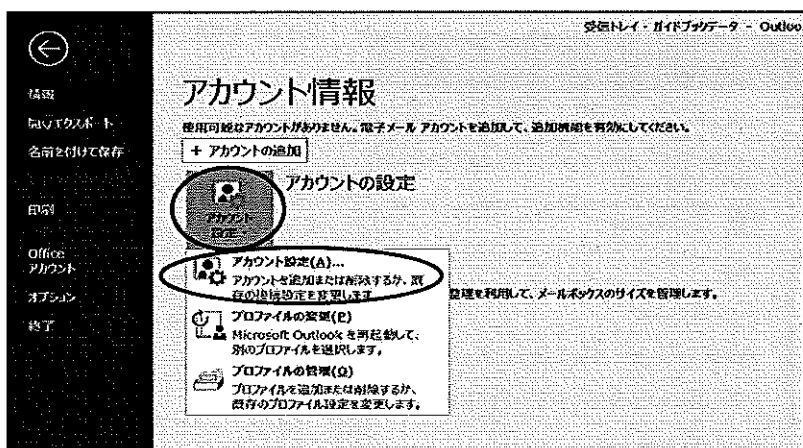 受信トレイ - ガイドブックデータ - Outloo
情報
開く/エクスポート
名前を付けて保存
印刷
Office
アカウント
オプション
終了
アカウント情報
使用可能なアカウントがありません。電子メール アカウントを追加して、追加機能を有効にしてください。
+ アカウントの追加
アカウント
設定
アカウントの設定
アカウント設定(A)...
アカウントを追加または削除するか、既
存の接続設定を変更します
整理を利用して、メールボックスのサイズを管理します。
プロファイルの変更(P)
Microsoft Outlook を再起動して、
別のプロファイルを選択します。
プロファイルの管理(O)
プロファイルを追加または削除するか、
既存のプロファイル設定を変更します。